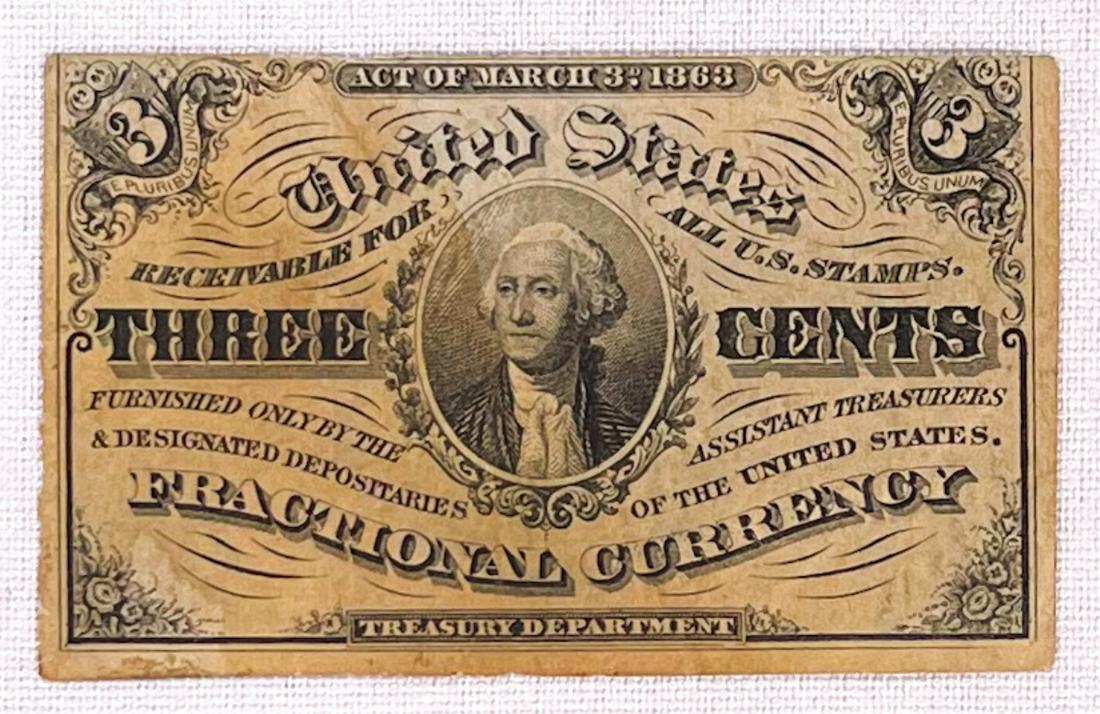 ACT OF MARCH 3D 1863
3 3
E PLURIBUS UNUM E PLURIBUS UNUM
United States
RECEIVABLE FOR ALL U.S. STAMPS.
THREE CENTS
FURNISHED ONLY BY THE ASSISTANT TREASURERS
& DESIGNATED DEPOSITARIES OF THE UNITED STATES.
FRACTIONAL CURRENCY
TREASURY DEPARTMENT